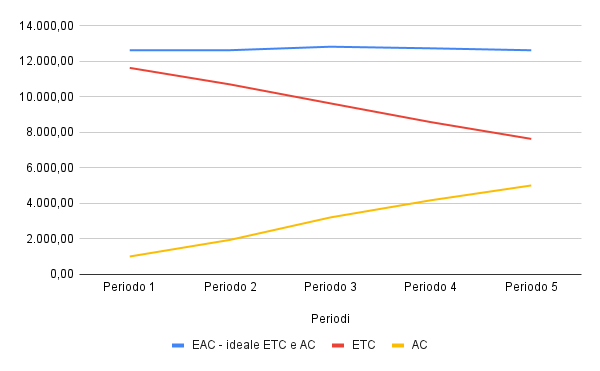 14.000,00
12.000,00
10.000,00
8.000,00
6.000,00
4.000,00
2.000,00
0,00
Periodo 1 Periodo 2 Periodo 3 Periodo 4 Periodo 5
Periodi
EAC - ideale ETC e AC ETC AC